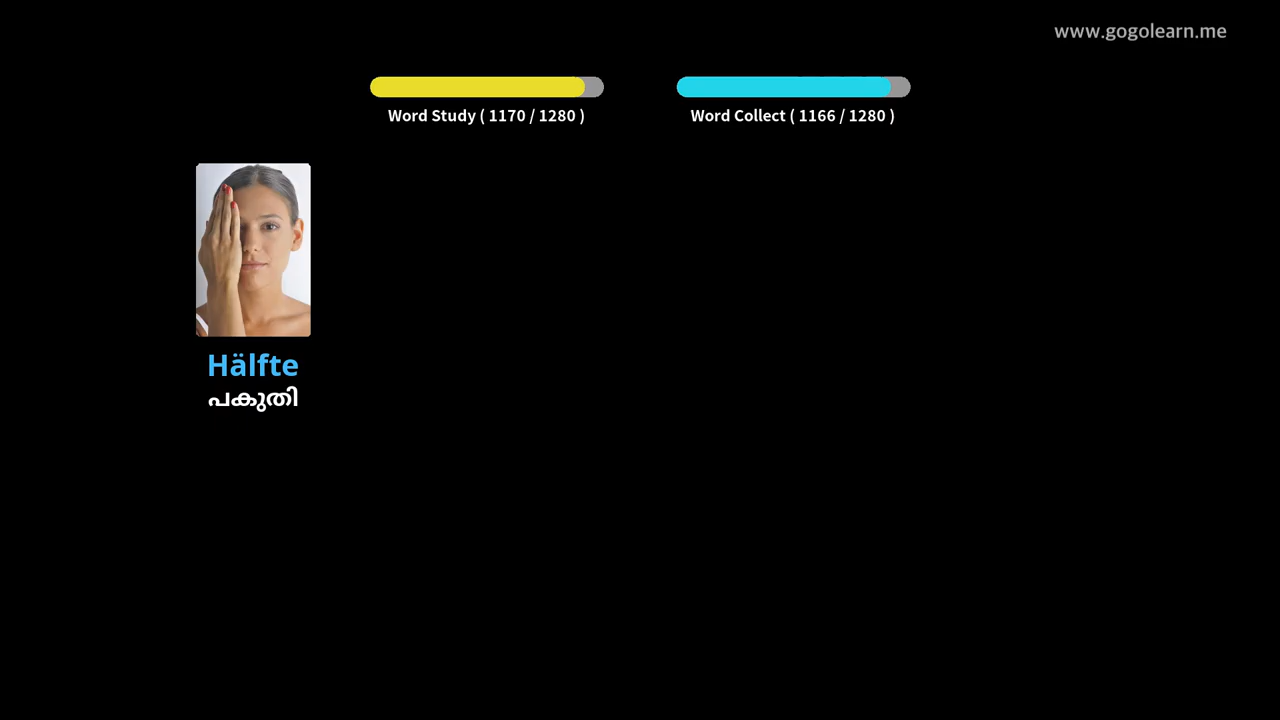 www.gogolearn.me
Word Study ( 1170 / 1280 )
Word Collect ( 1166 / 1280 )
Hälfte
പകുതി